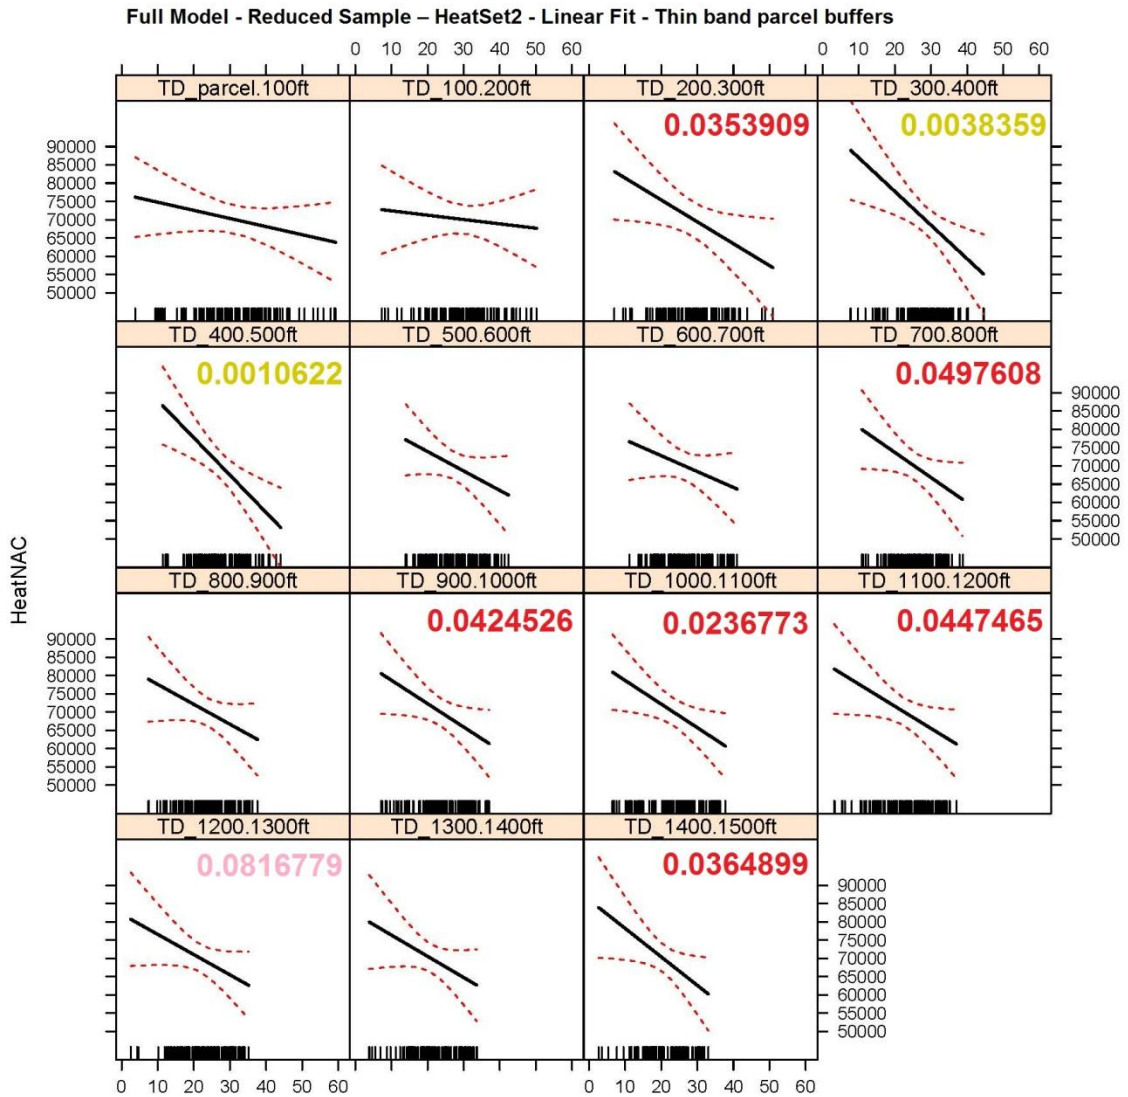 Full Model - Reduced Sample – HeatSet2 - Linear Fit - Thin band parcel buffers
0 10 20 30 40 50 60
0 10 20 30 40 50 60
TD_parcel.100ft
TD_100.200ft
TD_200.300ft
TD_300.400ft
0.0353909
0.0038359
90000
85000
80000
75000
70000
65000
60000
55000
50000
TD_400.500ft
TD_500.600ft
TD_600.700ft
TD_700.800ft
0.0010622
0.0497608
90000
85000
80000
75000
70000
65000
60000
55000
50000
HeatNAC
TD_800.900ft
TD_900.1000ft
TD_1000.1100ft
TD_1100.1200ft
0.0424526
0.0236773
0.0447465
90000
85000
80000
75000
70000
65000
60000
55000
50000
TD_1200.1300ft
TD_1300.1400ft
TD_1400.1500ft
0.0816779
0.0364899
90000
85000
80000
75000
70000
65000
60000
55000
50000
0 10 20 30 40 50 60
0 10 20 30 40 50 60